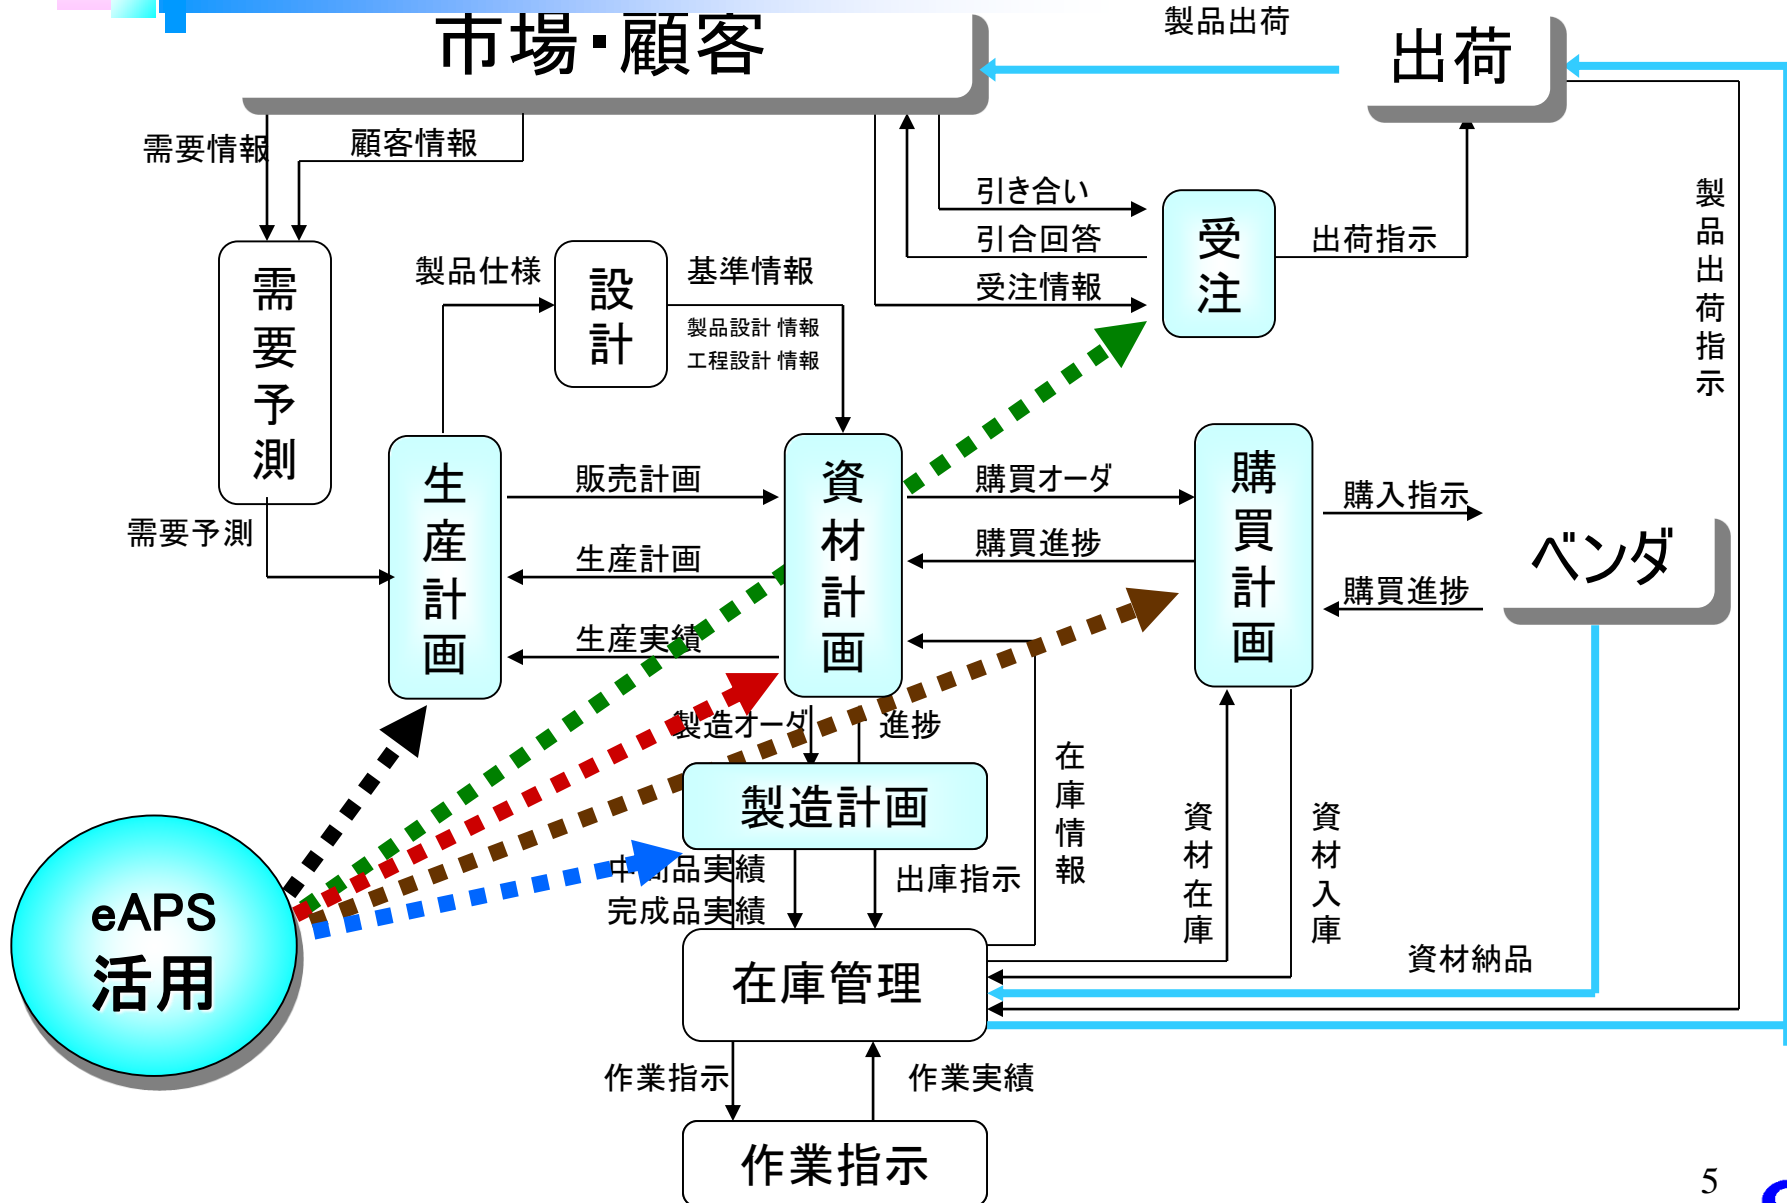 市場・顧客
製品出荷
出荷
需要情報
顧客情報
引き合い
引合回答
受注情報
受注
出荷指示
製品出荷指示
需要予測
製品仕様
設計
基準情報
製品設計 情報
工程設計 情報
需要予測
生産計画
販売計画
生産計画
生産実績
資材計画
購買オーダ
購買進捗
購買計画
購入指示
購買進捗
ベンダ
製造オーダ
進捗
製造計画
在庫情報
資材在庫
資材入庫
資材納品
中間品実績
完成品実績
出庫指示
eAPS
活用
在庫管理
作業指示
作業実績
作業指示
5